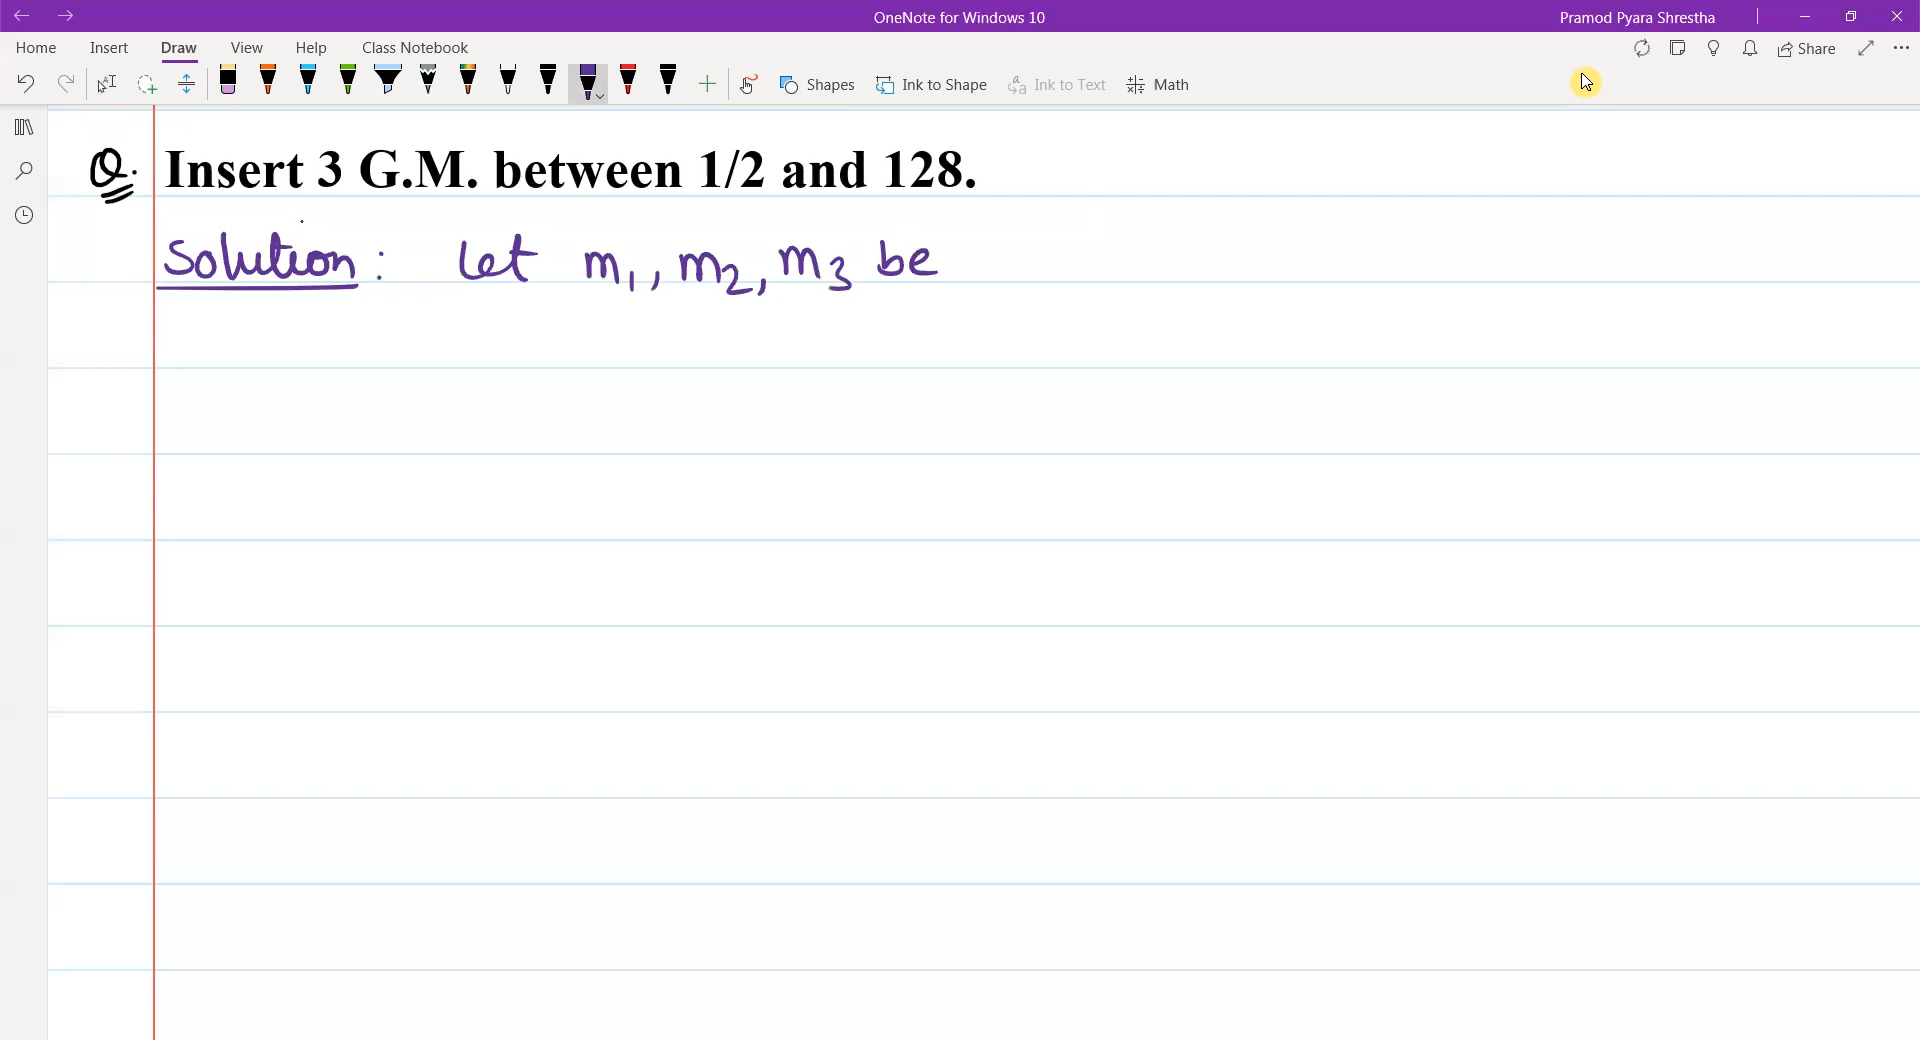 OneNote for Windows 10
Pramod Pyara Shrestha
Home Insert Draw View Help Class Notebook
Share
Shapes Ink to Shape Ink to Text Math
Q. Insert 3 G.M. between 1/2 and 128.
Solution: Let m₁, m₂, m₃ be